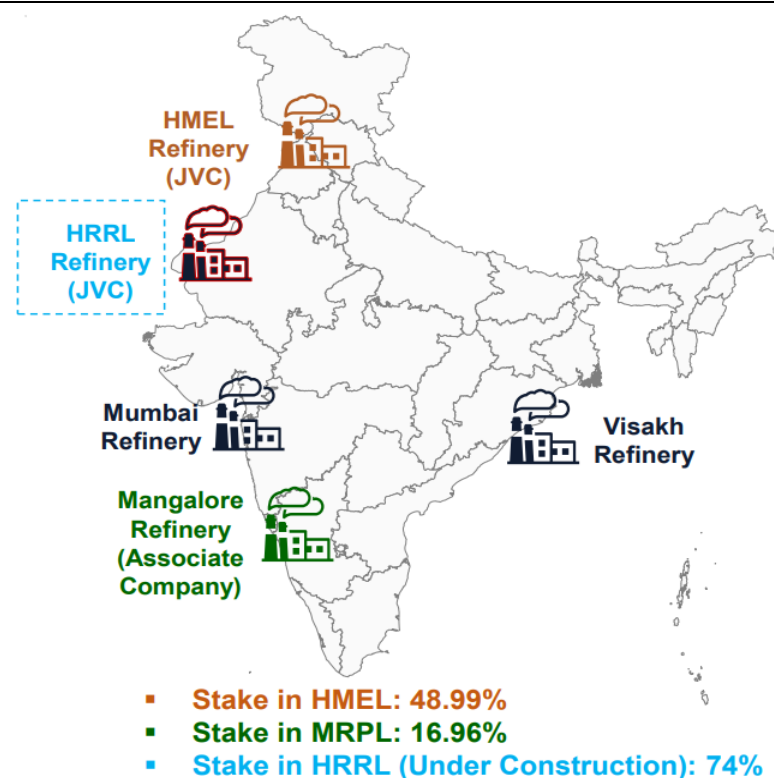 HMEL
Refinery
(JVC)
HRRL
Refinery
(JVC)
Mumbai
Refinery
Visakh
Refinery
Mangalore
Refinery
(Associate
Company)
▪ Stake in HMEL: 48.99%
▪ Stake in MRPL: 16.96%
▪ Stake in HRRL (Under Construction): 74%